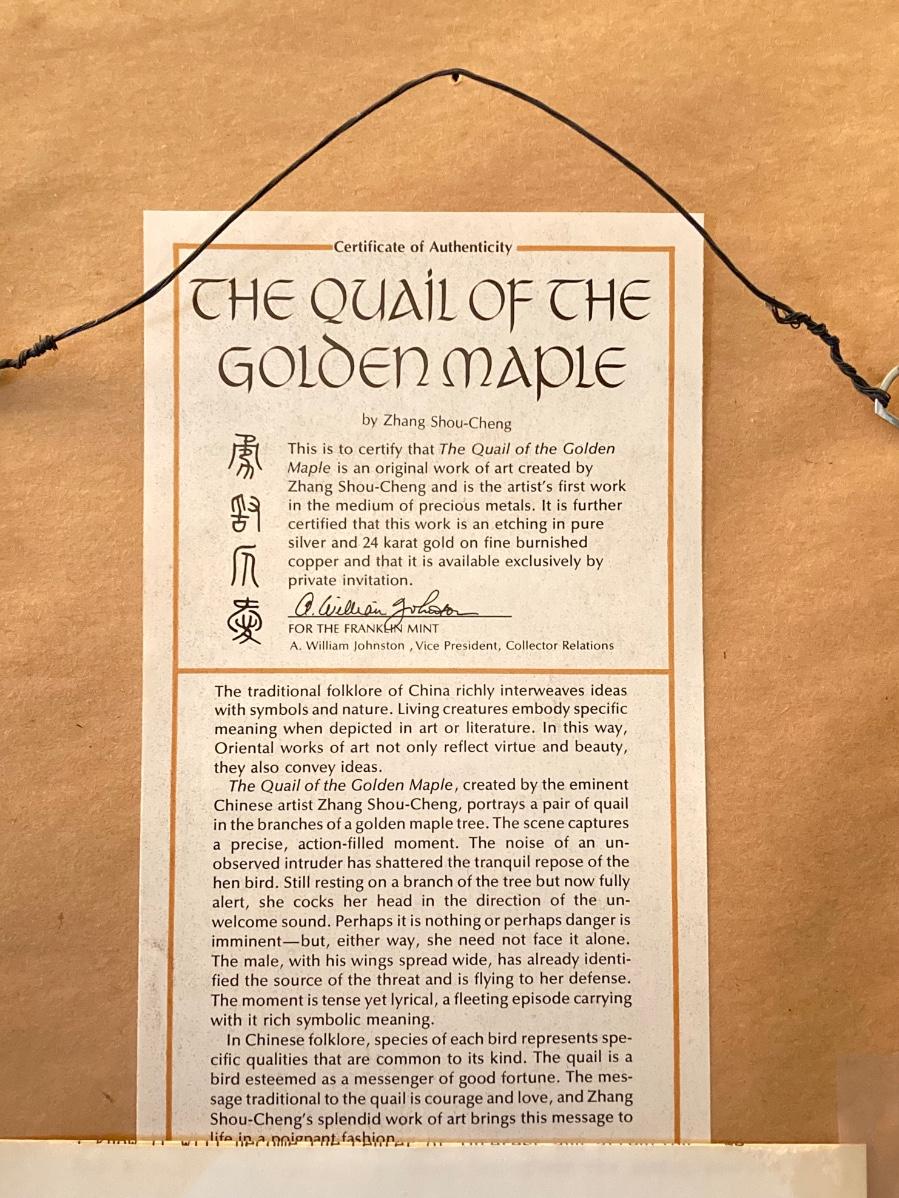 Certificate of Authenticity
THE QUAIL OF THE
GOLDEN MAPLE
by Zhang Shou-Cheng
This is to certify that The Quail of the Golden
Maple is an original work of art created by
Zhang Shou-Cheng and is the artist's first work
in the medium of precious metals. It is further
certified that this work is an etching in pure
silver and 24 karat gold on fine burnished
copper and that it is available exclusively by
private invitation.
A. William Johnston
FOR THE FRANKLIN MINT
A. William Johnston , Vice President, Collector Relations
The traditional folklore of China richly interweaves ideas
with symbols and nature. Living creatures embody specific
meaning when depicted in art or literature. In this way,
Oriental works of art not only reflect virtue and beauty,
they also convey ideas.
The Quail of the Golden Maple, created by the eminent
Chinese artist Zhang Shou-Cheng, portrays a pair of quail
in the branches of a golden maple tree. The scene captures
a precise, action-filled moment. The noise of an un-
observed intruder has shattered the tranquil repose of the
hen bird. Still resting on a branch of the tree but now fully
alert, she cocks her head in the direction of the un-
welcome sound. Perhaps it is nothing or perhaps danger is
imminent—but, either way, she need not face it alone.
The male, with his wings spread wide, has already identi-
fied the source of the threat and is flying to her defense.
The moment is tense yet lyrical, a fleeting episode carrying
with it rich symbolic meaning.
In Chinese folklore, species of each bird represents spe-
cific qualities that are common to its kind. The quail is a
bird esteemed as a messenger of good fortune. The mes-
sage traditional to the quail is courage and love, and Zhang
Shou-Cheng's splendid work of art brings this message to
life in a poignant fashion.